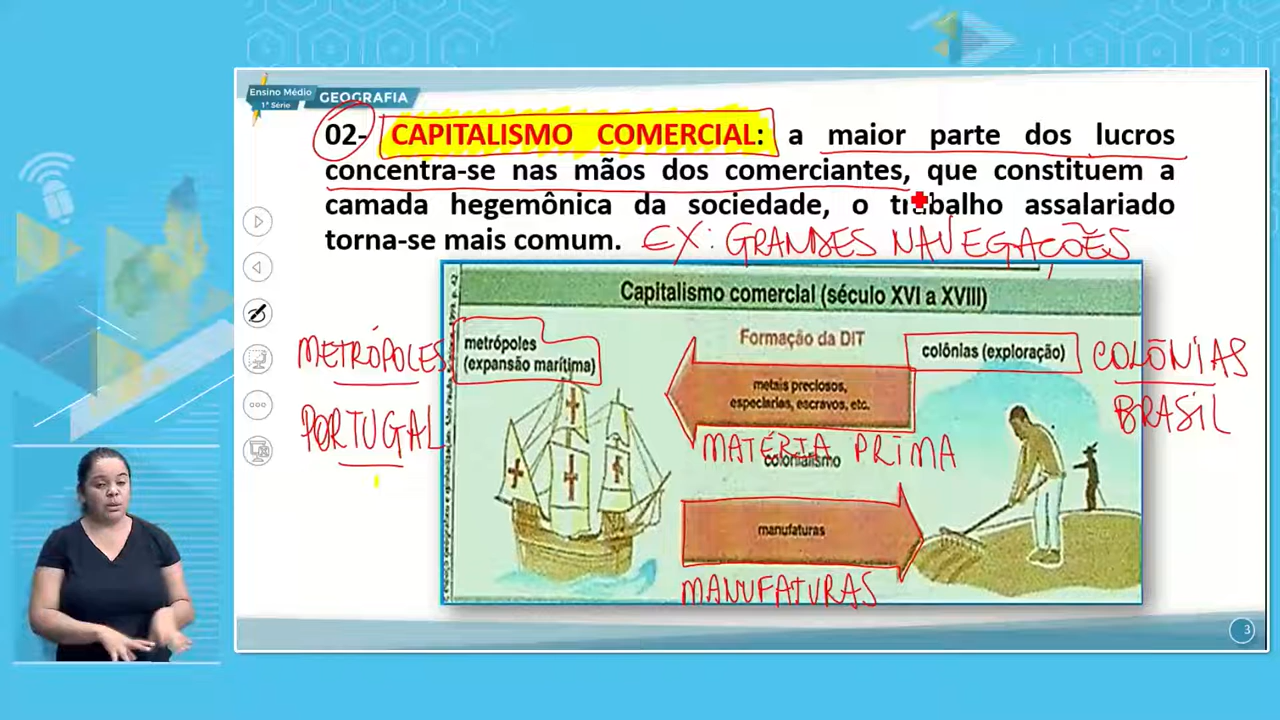 Ensino Médio
1ª Série
GEOGRAFIA
02- CAPITALISMO COMERCIAL: a maior parte dos lucros
concentra-se nas mãos dos comerciantes, que constituem a
camada hegemônica da sociedade, o trabalho assalariado
torna-se mais comum. EX: GRANDES NAVEGAÇÕES
Capitalismo comercial (século XVI a XVIII)
METRÓPOLES
PORTUGAL
metrópoles
(expansão marítima)
Formação da DIT
metais preciosos,
especiarias, escravos, etc.
MATÉRIA PRIMA
colonialismo
manufaturas
MANUFATURAS
colônias (exploração)
COLÔNIAS
BRASIL
3